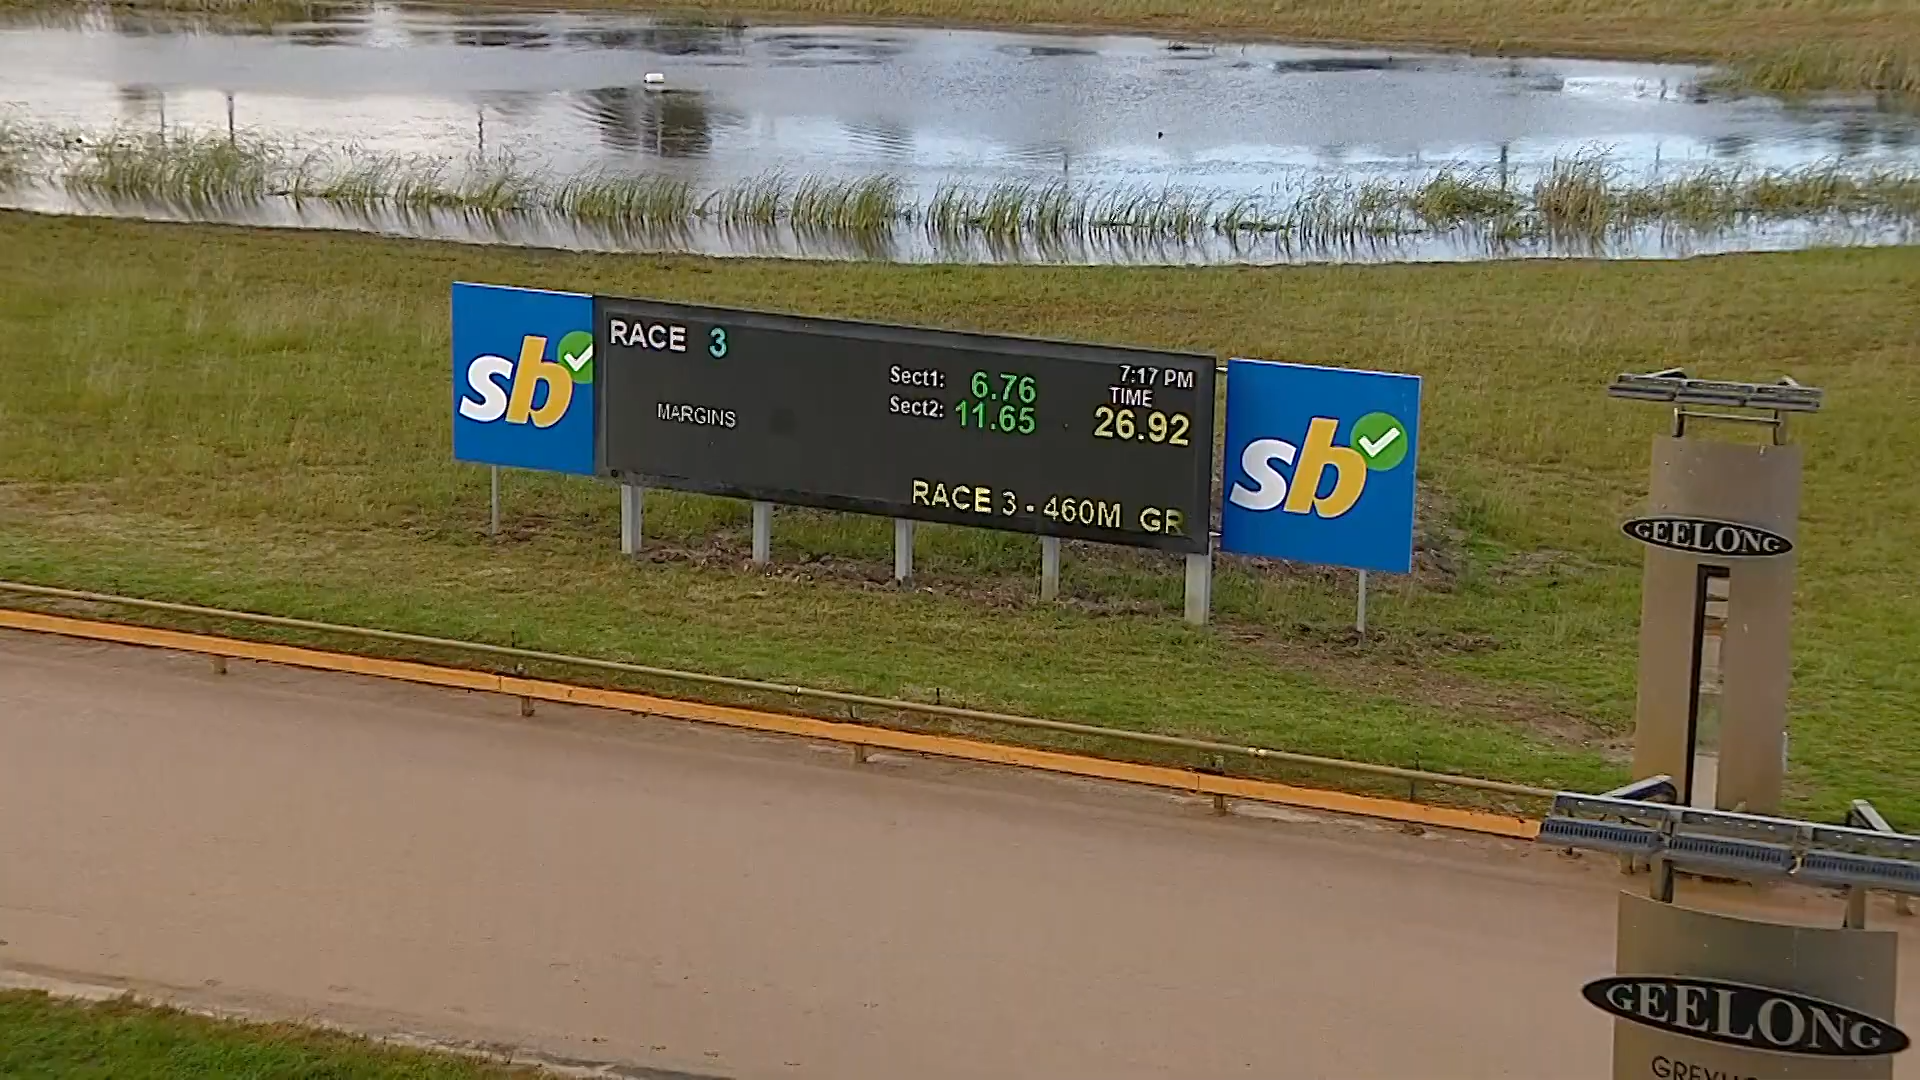 sb
RACE 3
Sect1: 6.76
Sect2: 11.65
7:17 PM
TIME
26.92
MARGINS
RACE 3 - 460M GR
sb
GEELONG
GEELONG